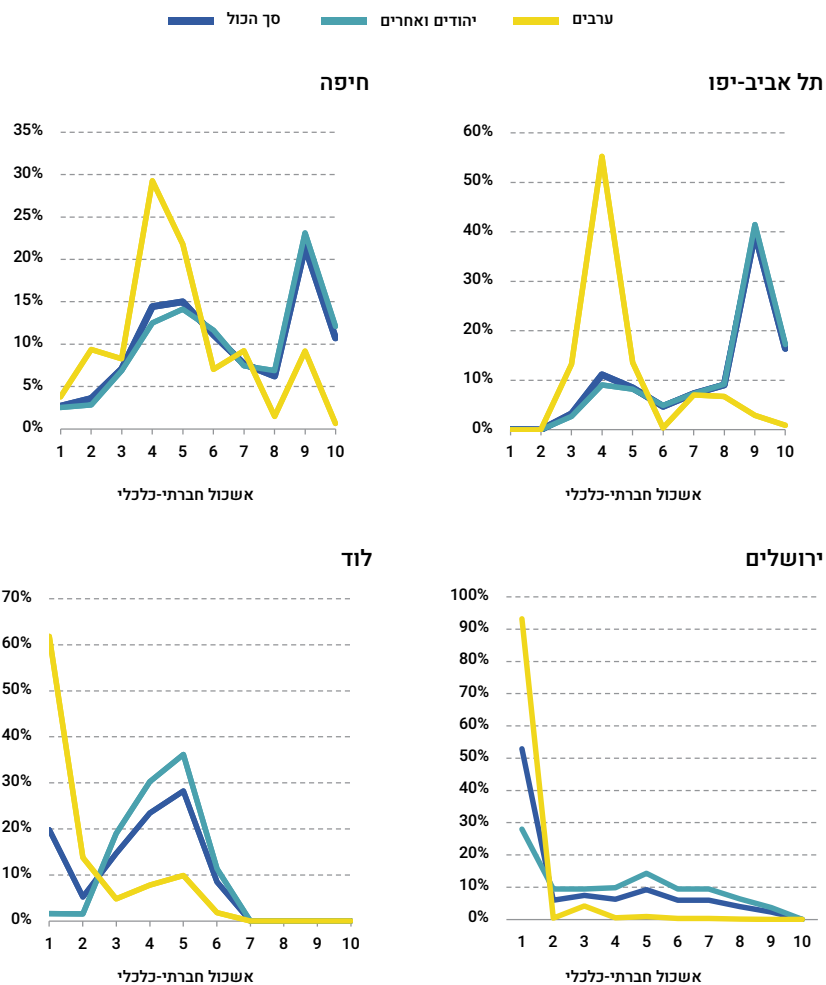 סך הכול יהודים ואחרים ערבים
תל אביב-יפו
60%
50%
40%
30%
20%
10%
0%
1 2 3 4 5 6 7 8 9 10
אשכול חברתי-כלכלי
חיפה
35%
30%
25%
20%
15%
10%
5%
0%
1 2 3 4 5 6 7 8 9 10
אשכול חברתי-כלכלי
ירושלים
100%
90%
80%
70%
60%
50%
40%
30%
20%
10%
0%
1 2 3 4 5 6 7 8 9 10
אשכול חברתי-כלכלי
לוד
70%
60%
50%
40%
30%
20%
10%
0%
1 2 3 4 5 6 7 8 9 10
אשכול חברתי-כלכלי